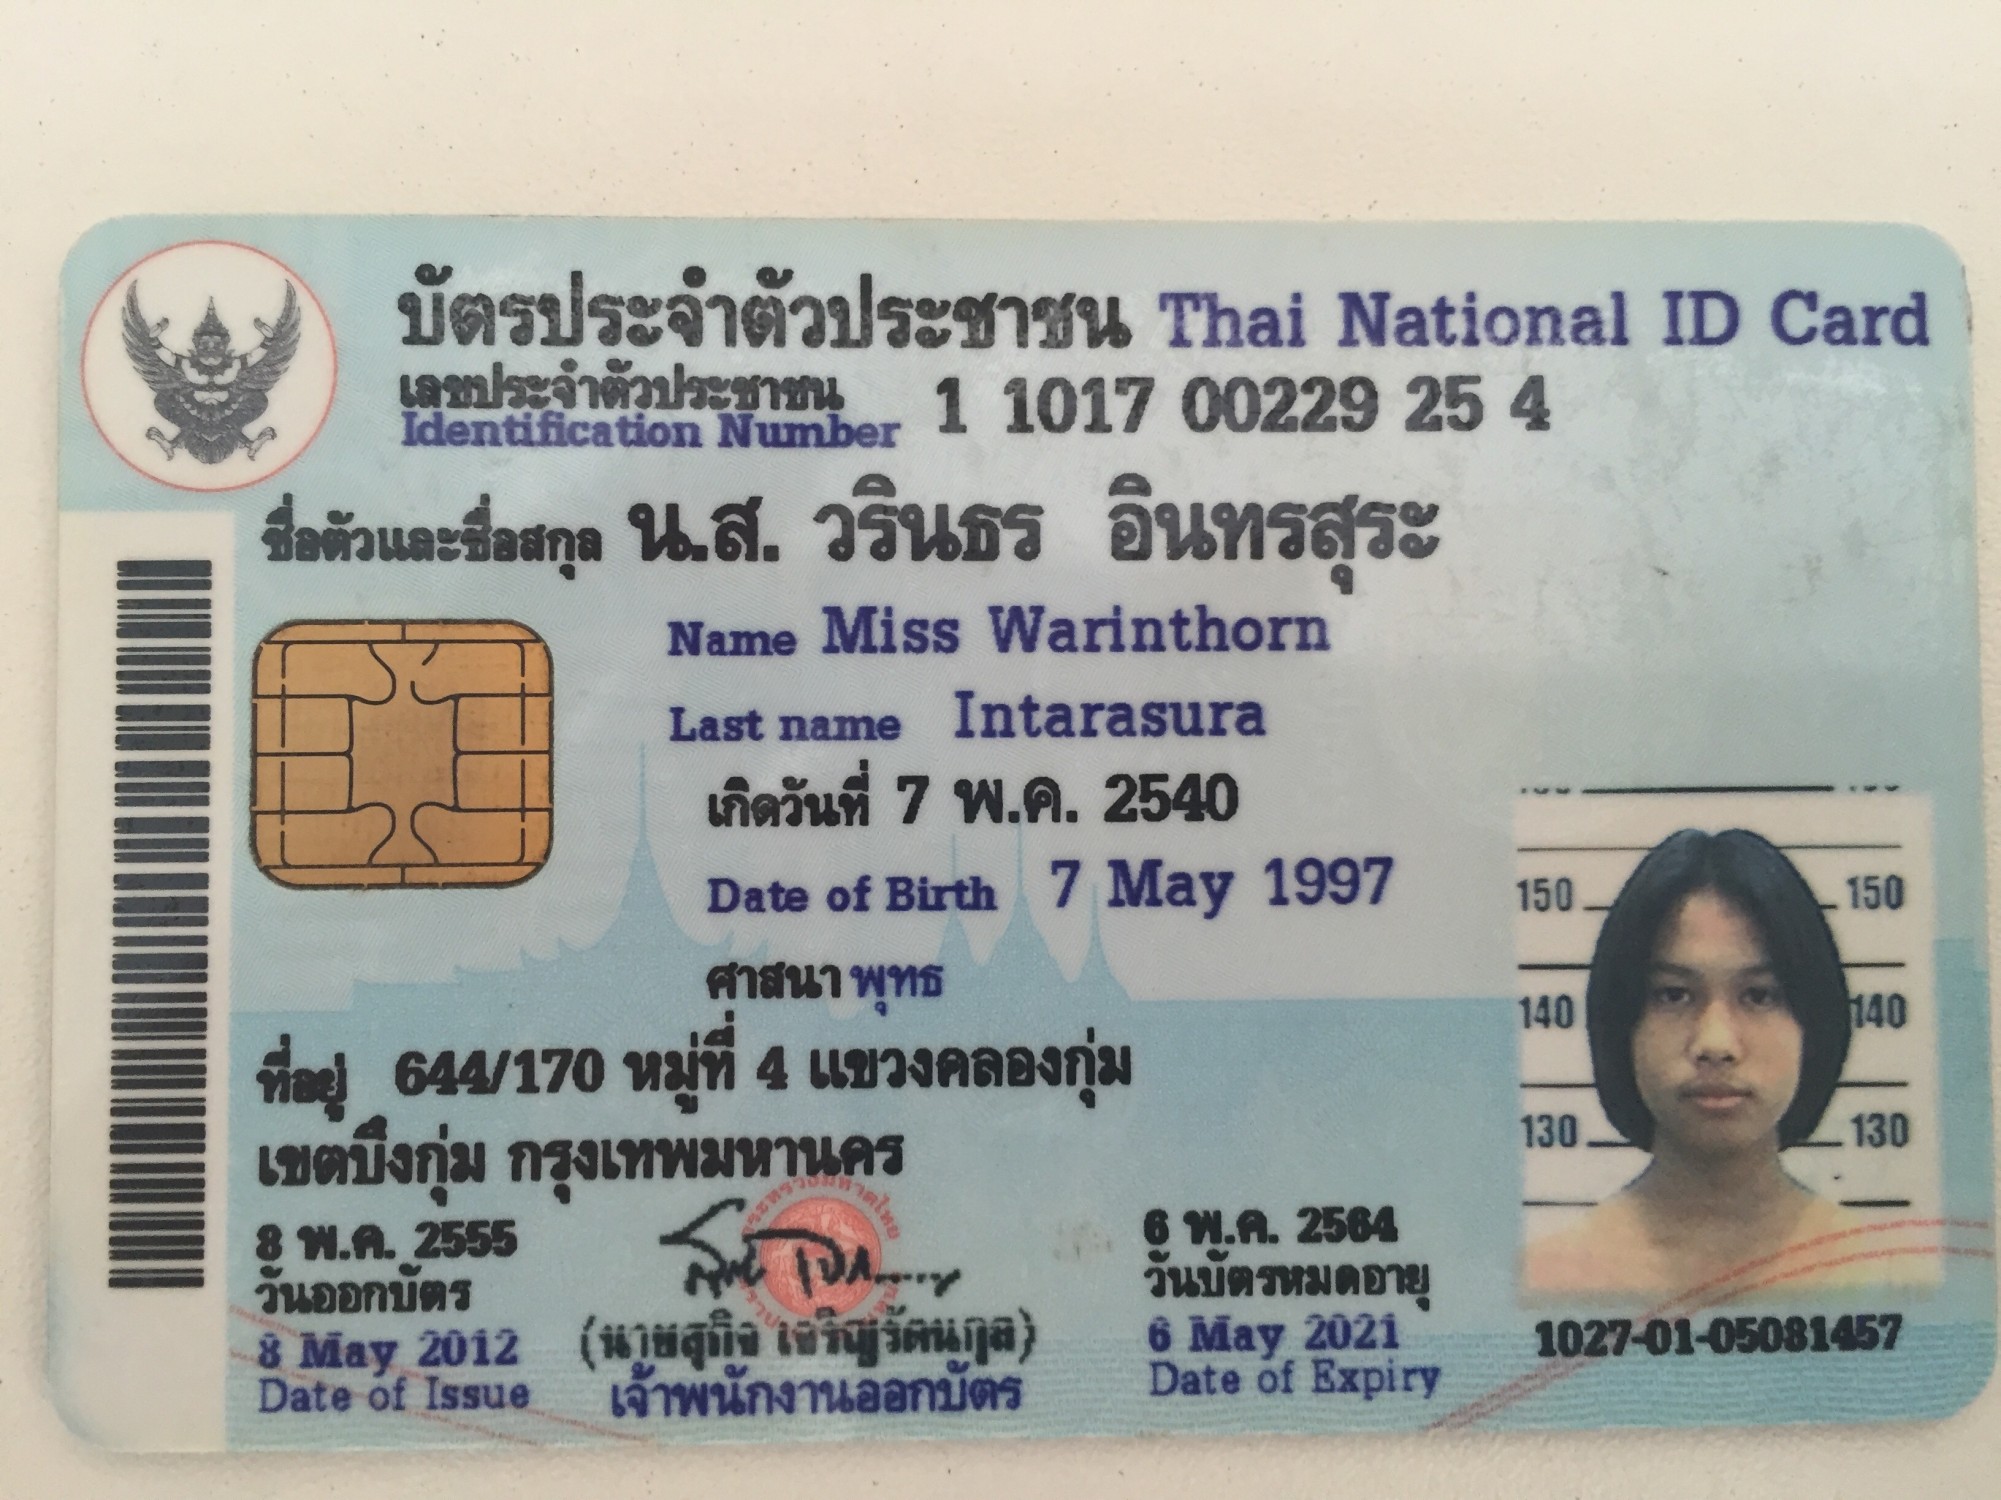 บัตรประจำตัวประชาชน Thai National ID Card
เลขประจำตัวประชาชน
Identification Number 1 1017 00229 25 4
ชื่อตัวและชื่อสกุล น.ส. วรินธร อินทรสุระ
Name Miss Warinthorn
Last name Intarasura
เกิดวันที่ 7 พ.ค. 2540
Date of Birth 7 May 1997
ศาสนา พุทธ
ที่อยู่ 644/170 หมู่ที่ 4 แขวงคลองกุ่ม
เขตบึงกุ่ม กรุงเทพมหานคร
8 พ.ค. 2555
วันออกบัตร
8 May 2012
Date of Issue
(นายสุกิจ เจริญรัตนกุล)
เจ้าพนักงานออกบัตร
6 พ.ค. 2564
วันบัตรหมดอายุ
6 May 2021
Date of Expiry
150 150
140 140
130 130
1027-01-05081457